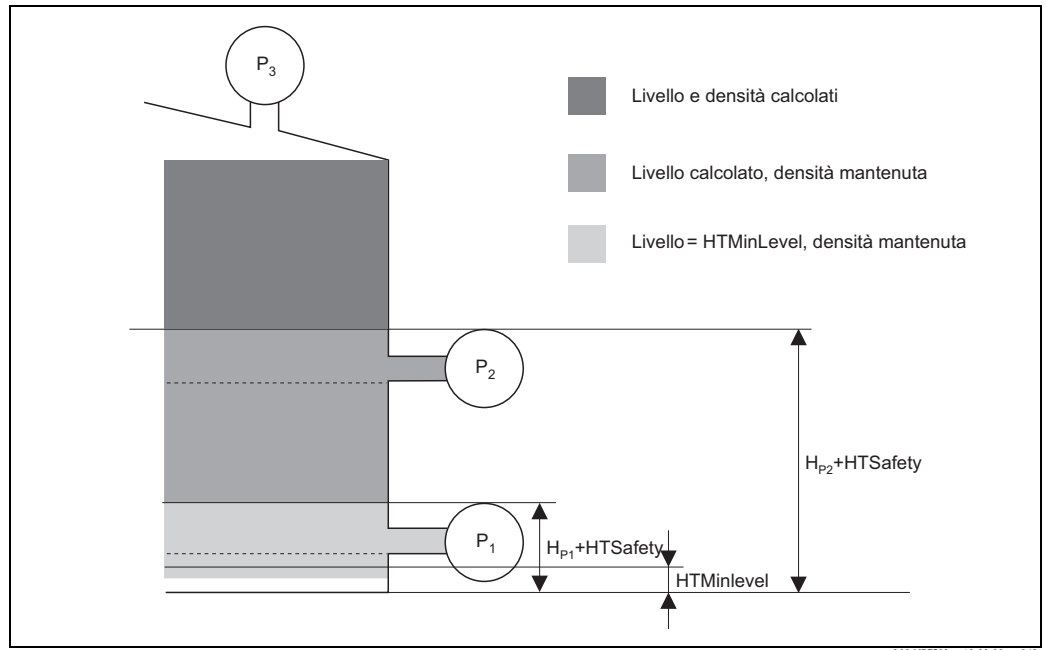 P3
Livello e densità calcolati
Livello calcolato, densità mantenuta
Livello = HTMinLevel, densità mantenuta
P2
HP2+HTSafety
P1
HP1+HTSafety
HTMinlevel